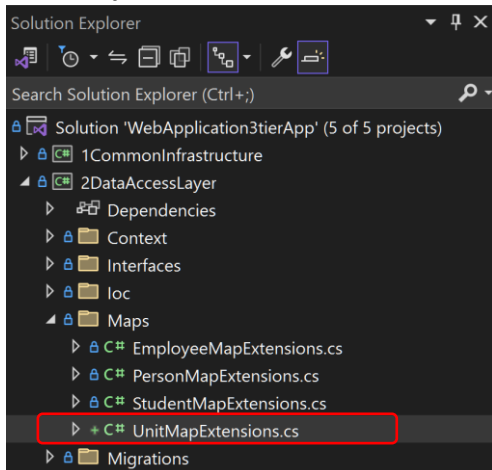 Solution Explorer
Search Solution Explorer (Ctrl+;)
Solution 'WebApplication3tierApp' (5 of 5 projects)
C# 1CommonInfrastructure
C# 2DataAccessLayer
Dependencies
Context
Interfaces
Ioc
Maps
C# EmployeeMapExtensions.cs
C# PersonMapExtensions.cs
C# StudentMapExtensions.cs
+ C# UnitMapExtensions.cs
Migrations